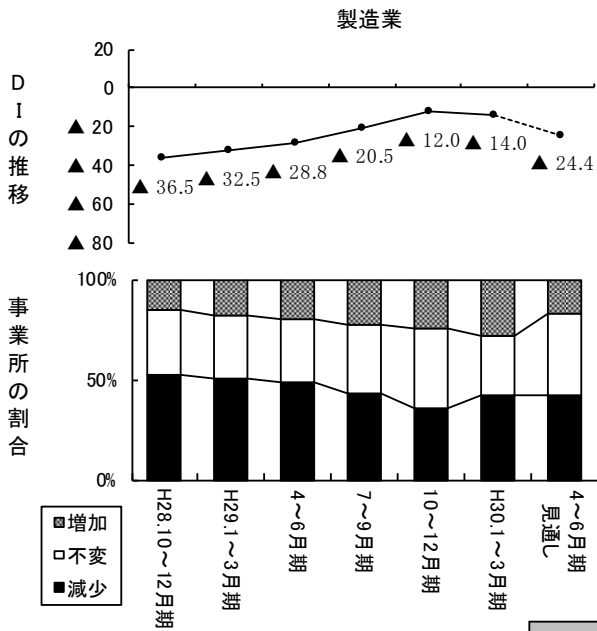 製造業
DIの推移
20
0
▲ 20
▲ 40
▲ 60
▲ 80
▲ 36.5
▲ 32.5
▲ 28.8
▲ 20.5
▲ 12.0
▲ 14.0
▲ 24.4
事業所の割合
100%
50%
0%
H28.10～12月期
H29.1～3月期
4～6月期
7～9月期
10～12月期
H30.1～3月期
4～6月期
見通し
増加
不変
減少